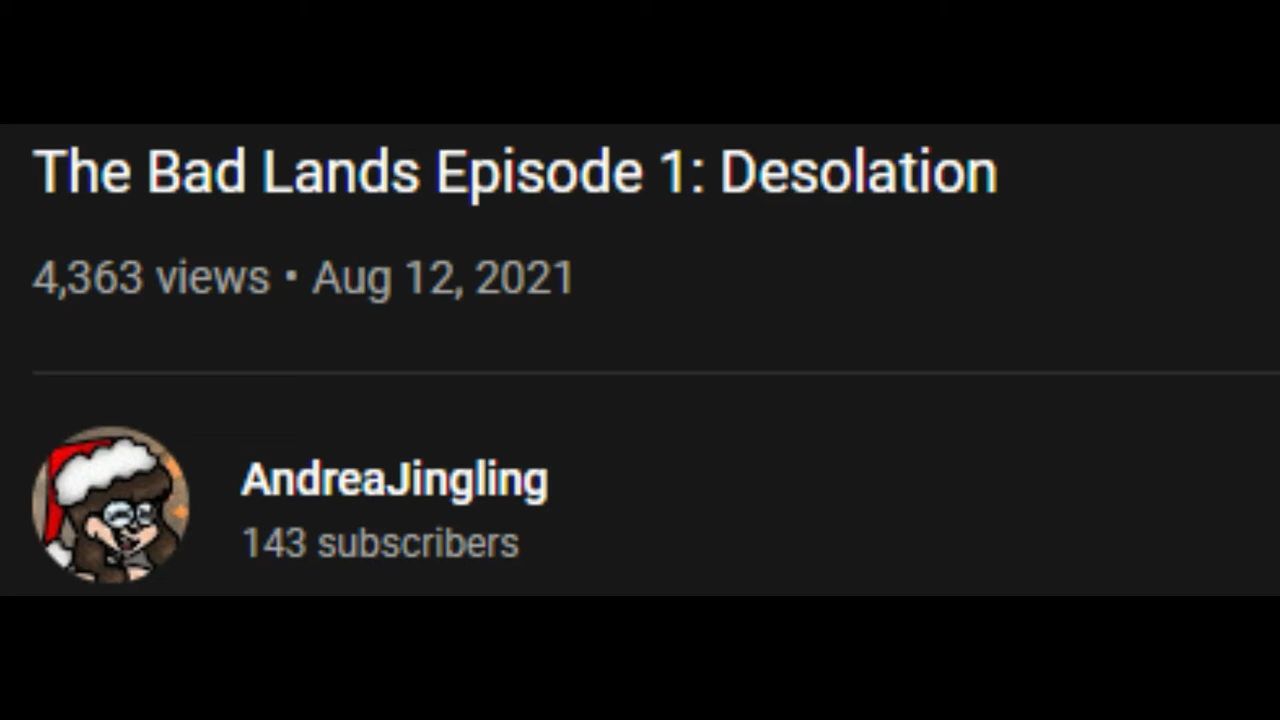 The Bad Lands Episode 1: Desolation
4,363 views • Aug 12, 2021
AndreaJingling
143 subscribers